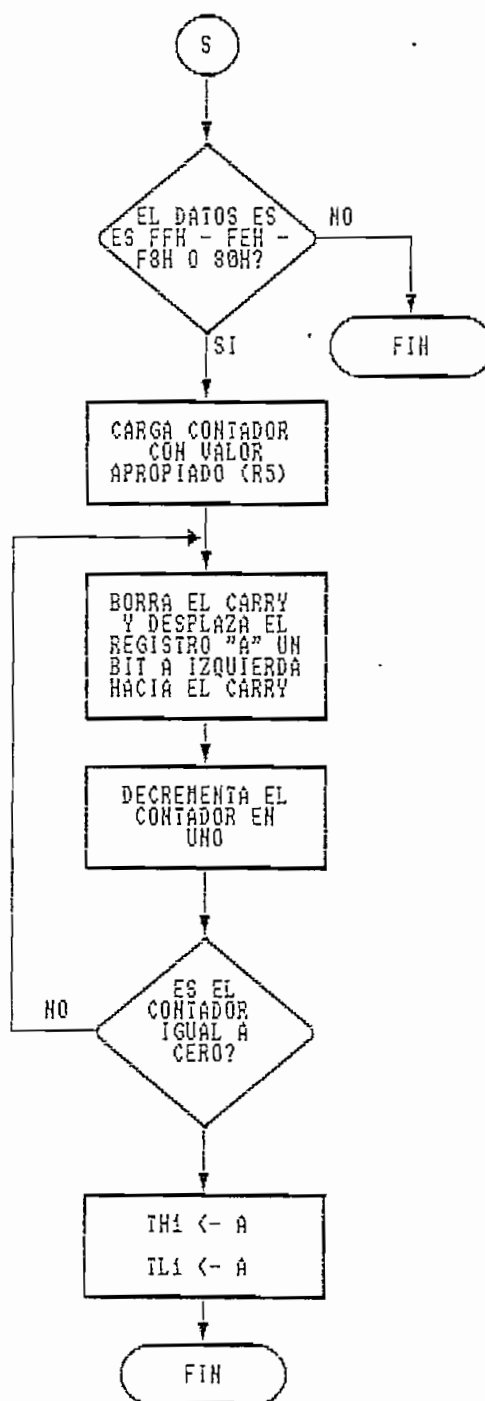 S
EL DATOS ES
ES FFH - FEH -
F8H O 80H?
NO
SI
FIN
CARGA CONTADOR
CON VALOR
APROPIADO (R5)
BORRA EL CARRY
Y DESPLAZA EL
REGISTRO "A" UN
BIT A IZQUIERDA
HACIA EL CARRY
DECREMENTA EL
CONTADOR EN
UNO
ES EL
CONTADOR
IGUAL A
CERO?
NO
TH1 <- A
TL1 <- A
FIN